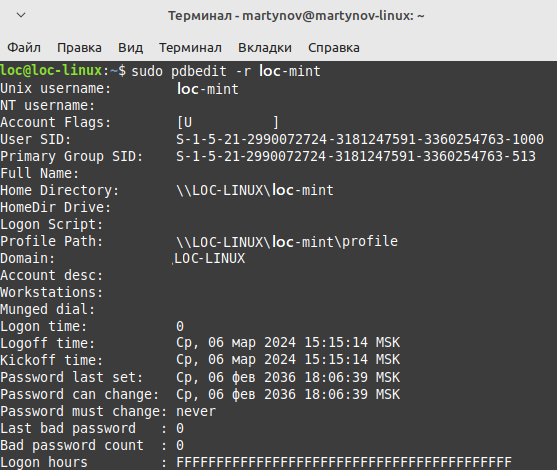 Терминал - martynov@martynov-linux: ~
Файл Правка Вид Терминал Вкладки Справка
loc@loc-linux:~$ sudo pdbedit -r loc-mint
Unix username: loc-mint
NT username:
Account Flags: [U ]
User SID: S-1-5-21-2990072724-3181247591-3360254763-1000
Primary Group SID: S-1-5-21-2990072724-3181247591-3360254763-513
Full Name:
Home Directory: \\LOC-LINUX\loc-mint
HomeDir Drive:
Logon Script:
Profile Path: \\LOC-LINUX\loc-mint\profile
Domain: LOC-LINUX
Account desc:
Workstations:
Munged dial:
Logon time: 0
Logoff time: Ср, 06 мар 2024 15:15:14 MSK
Kickoff time: Ср, 06 мар 2024 15:15:14 MSK
Password last set: Ср, 06 фев 2036 18:06:39 MSK
Password can change: Ср, 06 фев 2036 18:06:39 MSK
Password must change: never
Last bad password : 0
Bad password count : 0
Logon hours : FFFFFFFFFFFFFFFFFFFFFFFFFFFFFFFFFFFFFFFFFF